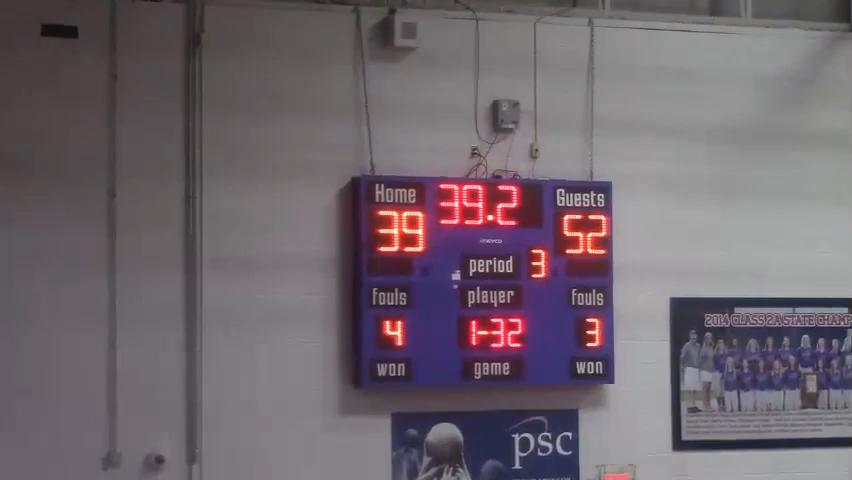 Home 39.2 Guests
39 52
period 3
fouls player fouls
4 1-32 3
won game won
2014 CLASS 2A STATE CHAMP
psc